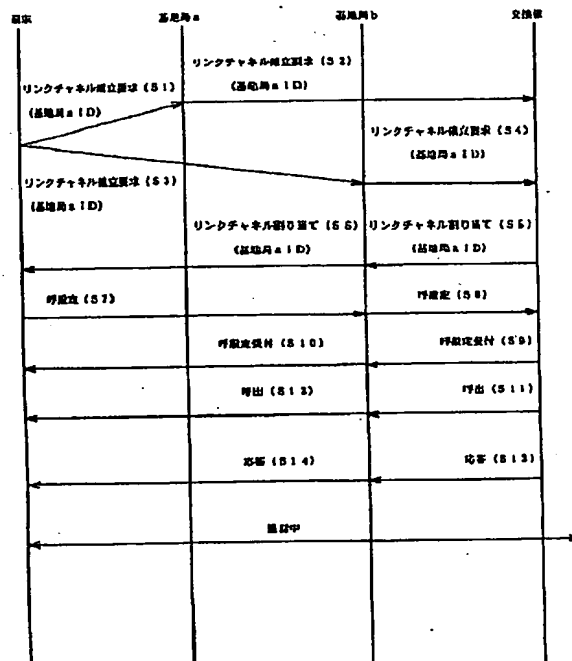 端末
基地局a
基地局b
交換機
リンクチャネル確立要求（S2）
（基地局aID）
リンクチャネル確立要求（S1）
（基地局aID）
リンクチャネル確立要求（S4）
（基地局aID）
リンクチャネル確立要求（S3）
（基地局aID）
リンクチャネル割り当て（S6）
（基地局aID）
リンクチャネル割り当て（S5）
（基地局aID）
呼設定（S7）
呼設定（S8）
呼設定受付（S10）
呼設定受付（S9）
呼出（S12）
呼出（S11）
応答（S14）
応答（S13）
通話中